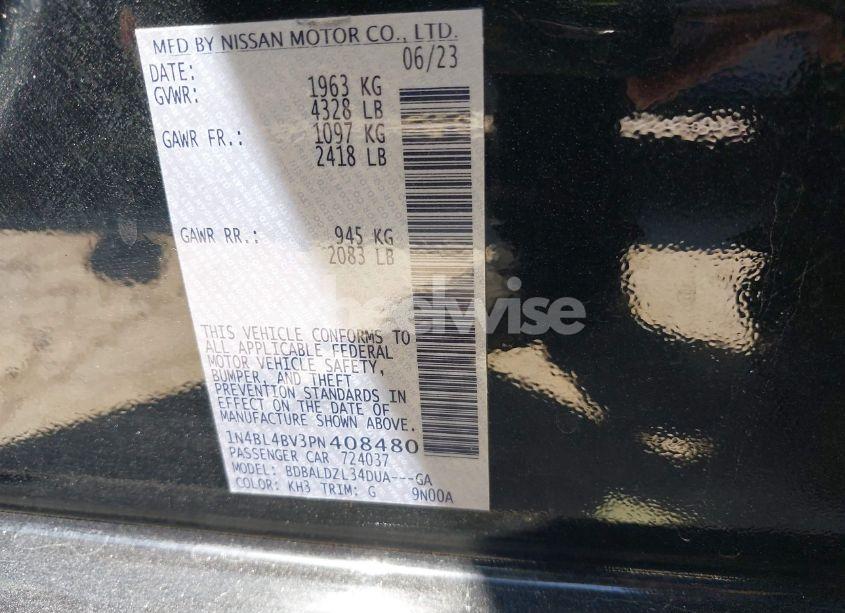 MFD BY NISSAN MOTOR CO., LTD.
DATE: 06/23
GVWR: 1963 KG
4328 LB
GAWR FR.: 1097 KG
2418 LB
GAWR RR.: 945 KG
2083 LB
elwise
THIS VEHICLE CONFORMS TO
ALL APPLICABLE FEDERAL
MOTOR VEHICLE SAFETY,
BUMPER, AND THEFT
PREVENTION STANDARDS IN
EFFECT ON THE DATE OF
MANUFACTURE SHOWN ABOVE.
1N4BL4BV3PN408480
PASSENGER CAR 724037
MODEL: BDBALDZL34DUA---GA
COLOR: KH3 TRIM: G 9N00A